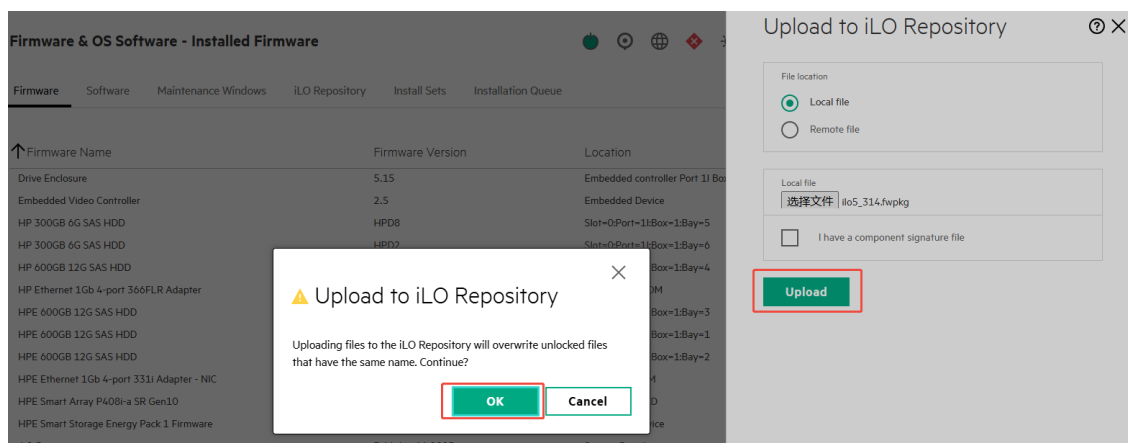 Firmware & OS Software - Installed Firmware
Firmware Software Maintenance Windows iLO Repository Install Sets Installation Queue
Firmware Name Firmware Version Location
Drive Enclosure 5.15 Embedded controller Port 1I Bo
Embedded Video Controller 2.5 Embedded Device
HP 300GB 6G SAS HDD HPD8 Slot=0:Port=1I:Box=1:Bay=5
HP 300GB 6G SAS HDD HPD2 Slot=0:Port=1I:Box=1:Bay=6
HP 600GB 12G SAS HDD Box=1:Bay=4
HP Ethernet 1Gb 4-port 366FLR Adapter OM
HPE 600GB 12G SAS HDD Box=1:Bay=3
HPE 600GB 12G SAS HDD Box=1:Bay=1
HPE 600GB 12G SAS HDD Box=1:Bay=2
HPE Ethernet 1Gb 4-port 331i Adapter - NIC
HPE Smart Array P408i-a SR Gen10
HPE Smart Storage Energy Pack 1 Firmware
Upload to iLO Repository
Uploading files to the iLO Repository will overwrite unlocked files
that have the same name. Continue?
OK Cancel
Upload to iLO Repository
File location
Local file
Remote file
Local file
选择文件 ilo5_314.fwpkg
I have a component signature file
Upload